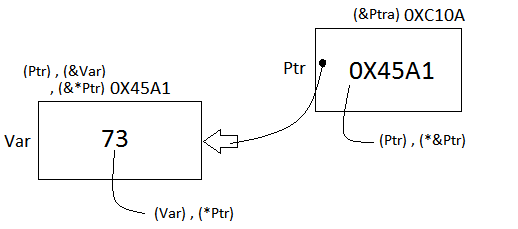 (&Ptra) 0XC10A
Ptr
0X45A1
(Ptr) , (*&Ptr)
(Ptr) , (&Var)
, (&*Ptr) 0X45A1
Var
73
(Var) , (*Ptr)